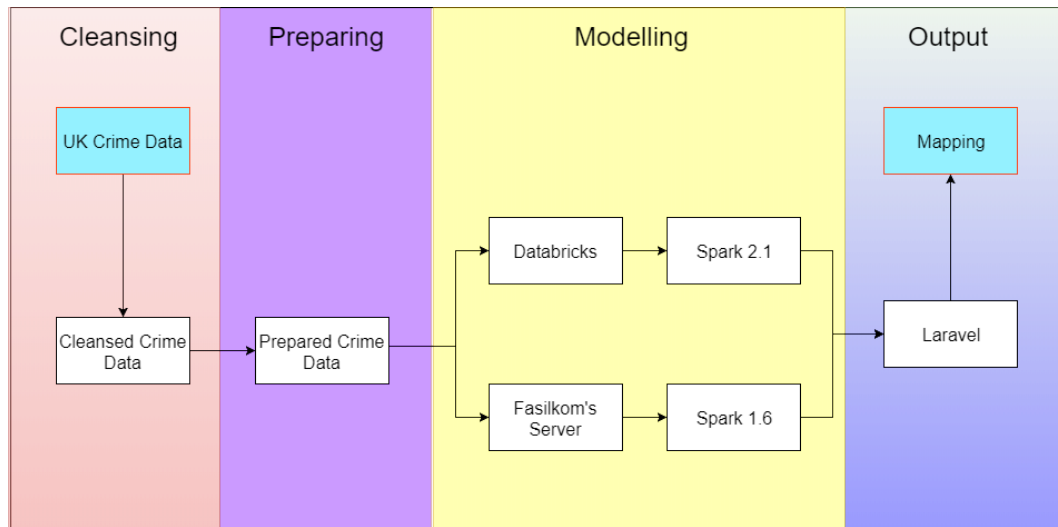 Cleansing
Preparing
Modelling
Output
UK Crime Data
Mapping
Databricks
Spark 2.1
Cleansed Crime
Data
Prepared Crime
Data
Laravel
Fasilkom's
Server
Spark 1.6